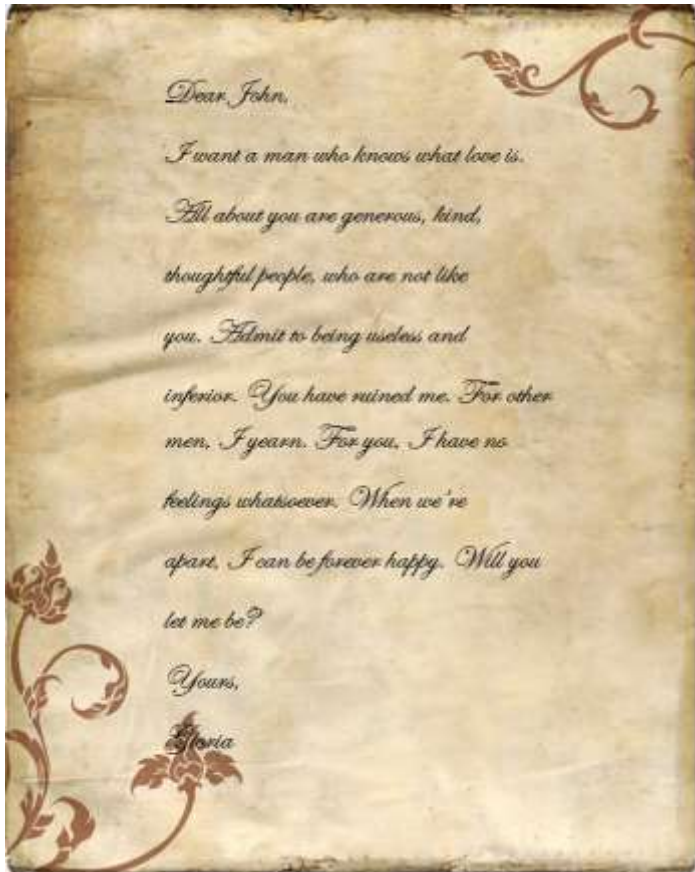 Dear John,
I want a man who knows what love is.
All about you are generous, kind,
thoughtful people, who are not like
you. Admit to being useless and
inferior. You have ruined me. For other
men, I yearn. For you, I have no
feelings whatsoever. When we're
apart, I can be forever happy. Will you
let me be?
Yours,
Gloria